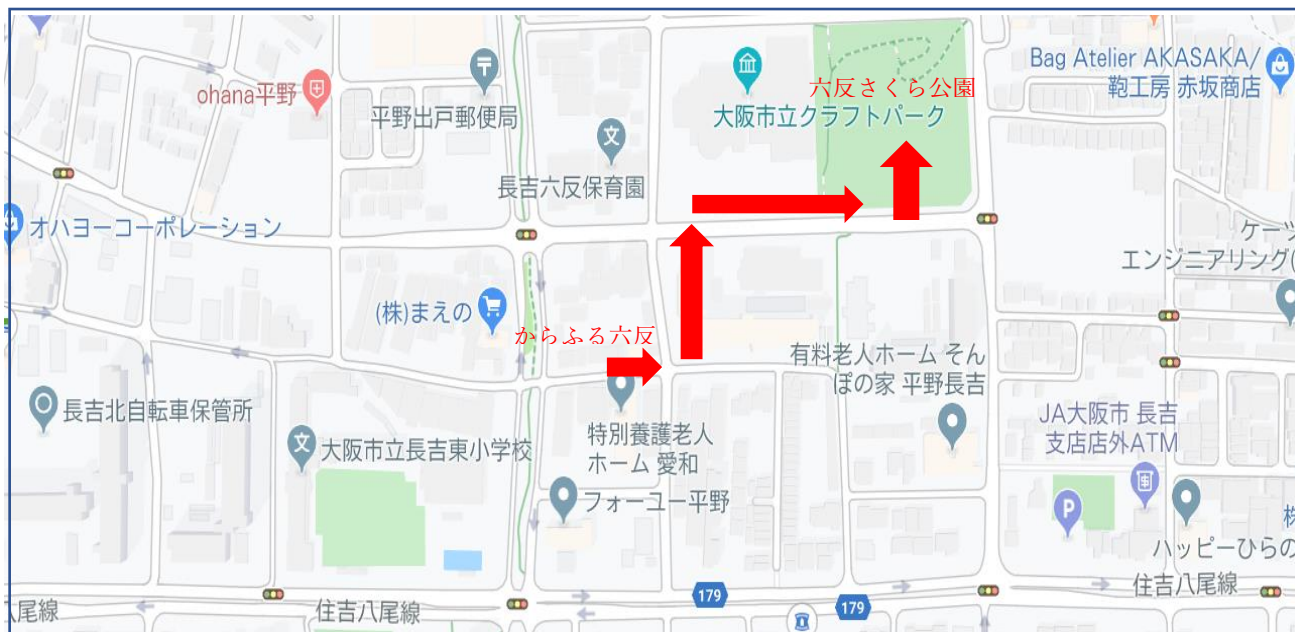 ohana平野
平野出戸郵便局
大阪市立クラフトパーク
六反さくら公園
Bag Atelier AKASAKA/
鞄工房 赤坂商店
長吉六反保育園
オハヨーコーポレーション
ケーツ
エンジニアリング(
(株)まえの
からふる六反
有料老人ホーム そん
ぽの家 平野長吉
長吉北自転車保管所
大阪市立長吉東小学校
特別養護老人
ホーム 愛和
JA大阪市 長吉
支店店外ATM
フォーユー平野
P
株
ハッピーひらの
八尾線
住吉八尾線
179
179
住吉八尾線